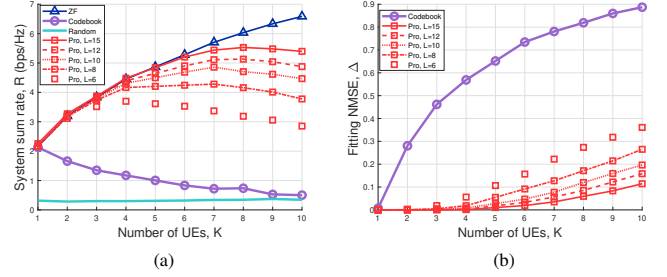 System sum rate, R (bps/Hz)
7
6
5
4
3
2
1
0
ZF
Codebook
Random
Pro, L=15
Pro, L=12
Pro, L=10
Pro, L=8
Pro, L=6
1 2 3 4 5 6 7 8 9 10
Number of UEs, K
(a)
Fitting NMSE, Δ
0.9
0.8
0.7
0.6
0.5
0.4
0.3
0.2
0.1
0
Codebook
Pro, L=15
Pro, L=12
Pro, L=10
Pro, L=8
Pro, L=6
1 2 3 4 5 6 7 8 9 10
Number of UEs, K
(b)